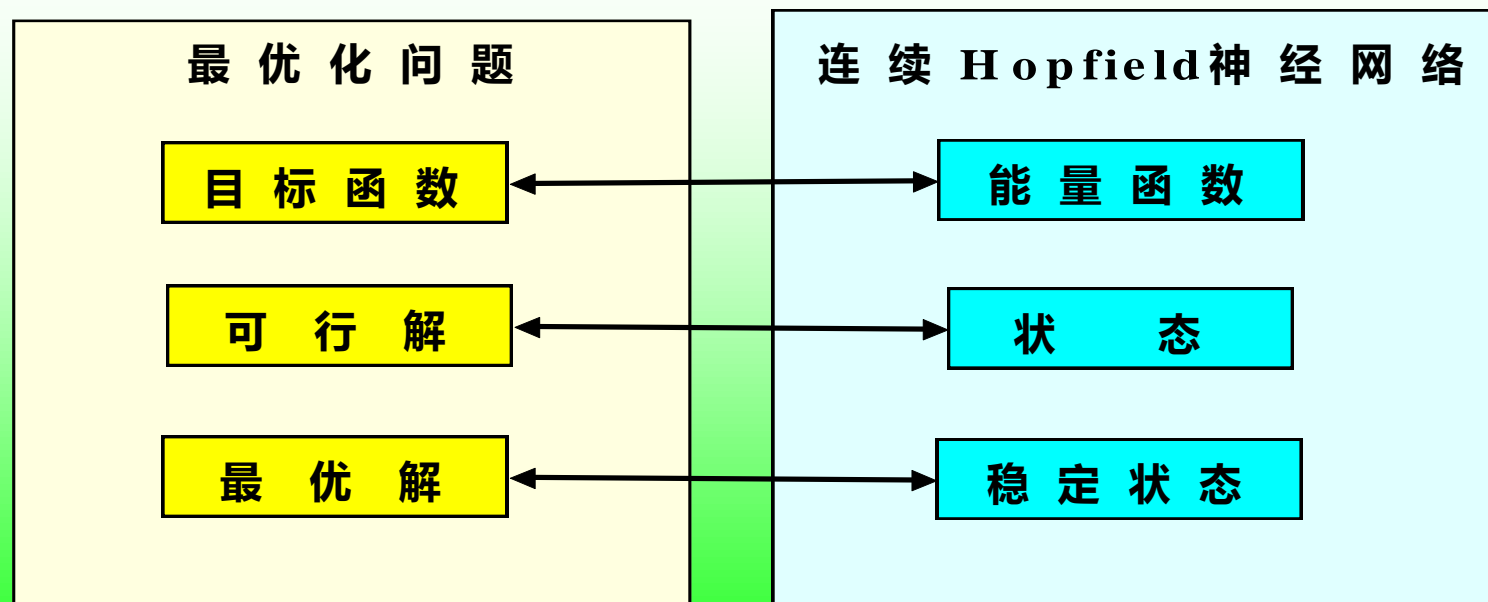 最优化问题
连续Hopfield神经网络
目标函数
能量函数
可行解
状态
最优解
稳定状态